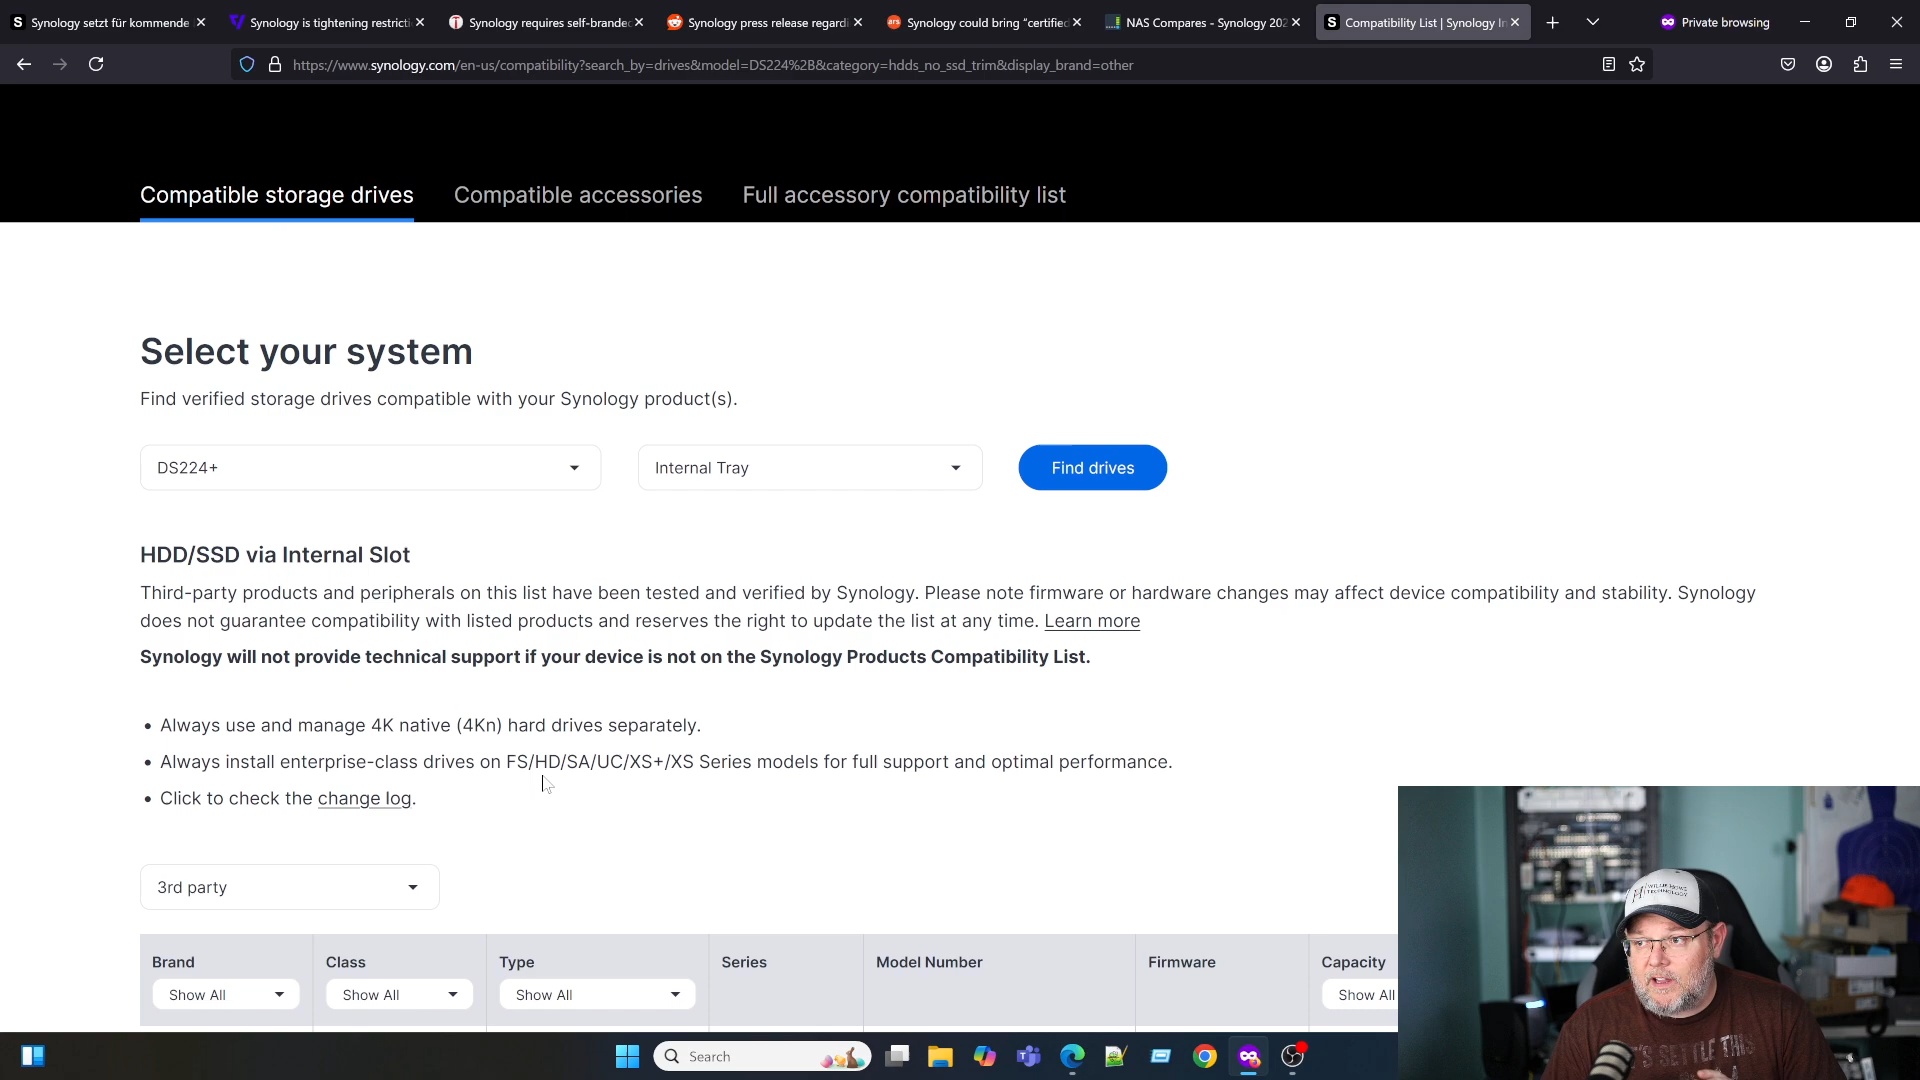 Synology setzt für kommende
Synology is tightening restricti
Synology requires self-brande
Synology press release regardi
Synology could bring "certified
NAS Compares - Synology 202
Compatibility List | Synology In
Private browsing
https://www.synology.com/en-us/compatibility?search_by=drives&model=DS224%2B&category=hdds_no_ssd_trim&display_brand=other
Compatible storage drives
Compatible accessories
Full accessory compatibility list
Select your system
Find verified storage drives compatible with your Synology product(s).
DS224+
Internal Tray
Find drives
HDD/SSD via Internal Slot
Third-party products and peripherals on this list have been tested and verified by Synology. Please note firmware or hardware changes may affect device compatibility and stability. Synology
does not guarantee compatibility with listed products and reserves the right to update the list at any time. Learn more
Synology will not provide technical support if your device is not on the Synology Products Compatibility List.
• Always use and manage 4K native (4Kn) hard drives separately.
• Always install enterprise-class drives on FS/HD/SA/UC/XS+/XS Series models for full support and optimal performance.
• Click to check the change log.
3rd party
Brand
Class
Type
Series
Model Number
Firmware
Capacity
Show All
Show All
Show All
Show All
WILLIE HOWE
TECHNOLOGY
SETTLE THIS
Search